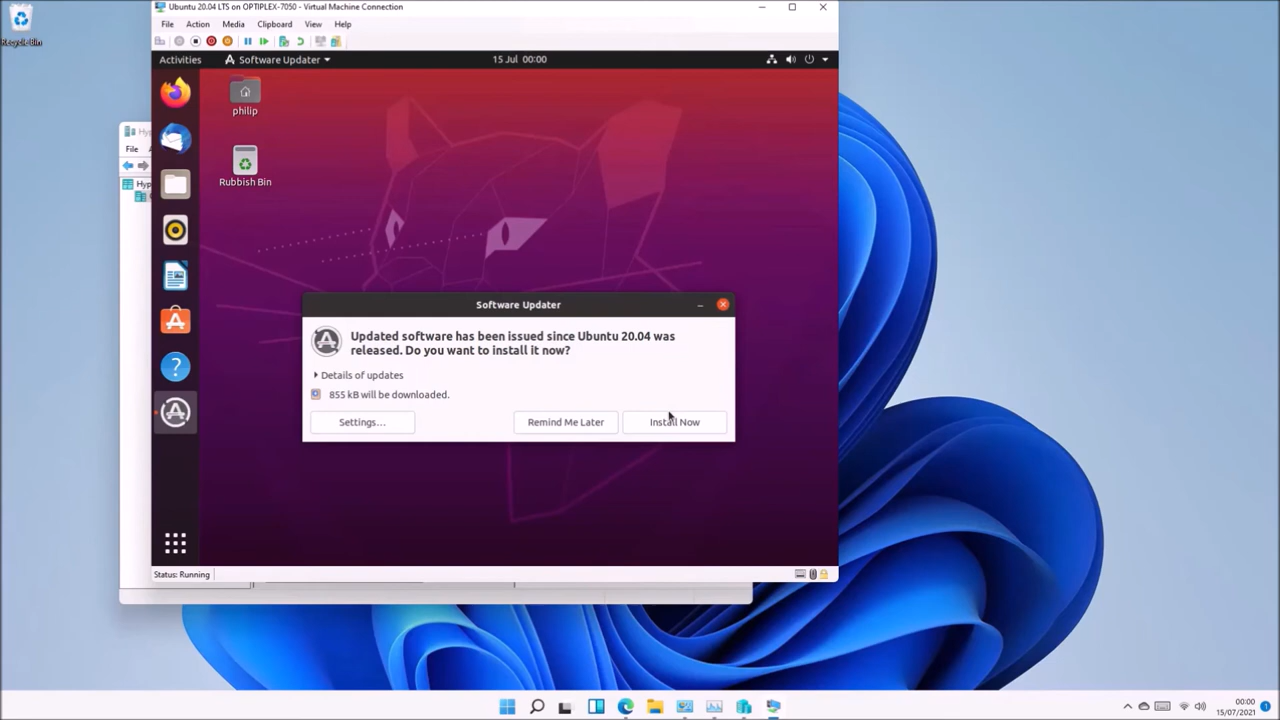 Ubuntu 20.04 LTS on OPTIPLEX-7050 - Virtual Machine Connection
File Action Media Clipboard View Help
Recycle Bin
Activities Software Updater 15 Jul 00:00
philip
Rubbish Bin
Hyp
File
Hyp
Software Updater
Updated software has been issued since Ubuntu 20.04 was
released. Do you want to install it now?
Details of updates
855 kB will be downloaded.
Settings... Remind Me Later Install Now
Status: Running
00:00
15/07/2021